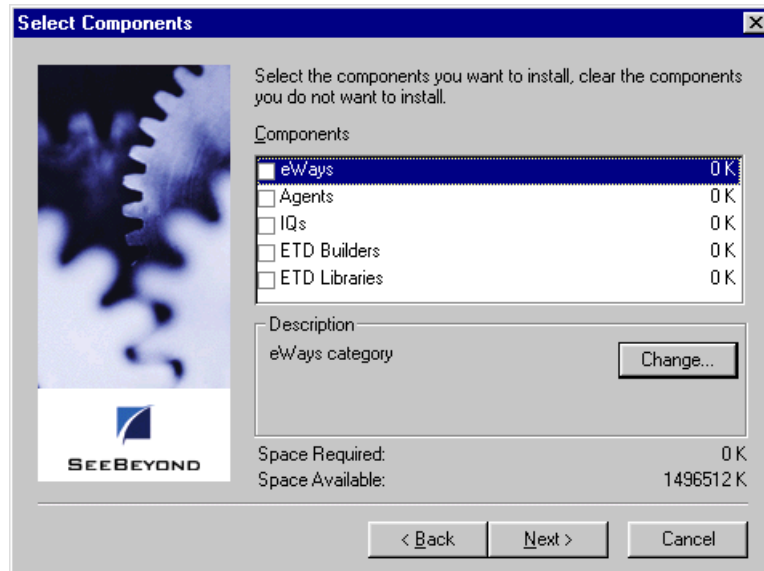 Select Components
Select the components you want to install, clear the components
you do not want to install.
Components
eWays 0 K
Agents 0 K
IQs 0 K
ETD Builders 0 K
ETD Libraries 0 K
Description
eWays category
Change...
SEEBEYOND
Space Required: 0 K
Space Available: 1496512 K
< Back Next > Cancel